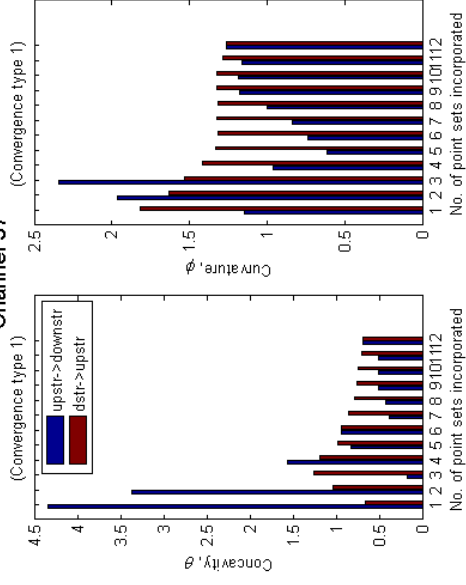 Channel 37
(Convergence type 1)
4.5
4
3.5
3
2.5
2
1.5
1
0.5
0
Concavity, θ
upstr->downstr
dstr->upstr
1 2 3 4 5 6 7 8 9 10 11 12
No. of point sets incorporated
(Convergence type 1)
2.5
2
1.5
1
0.5
0
Curvature, φ
1 2 3 4 5 6 7 8 9 10 11 12
No. of point sets incorporated